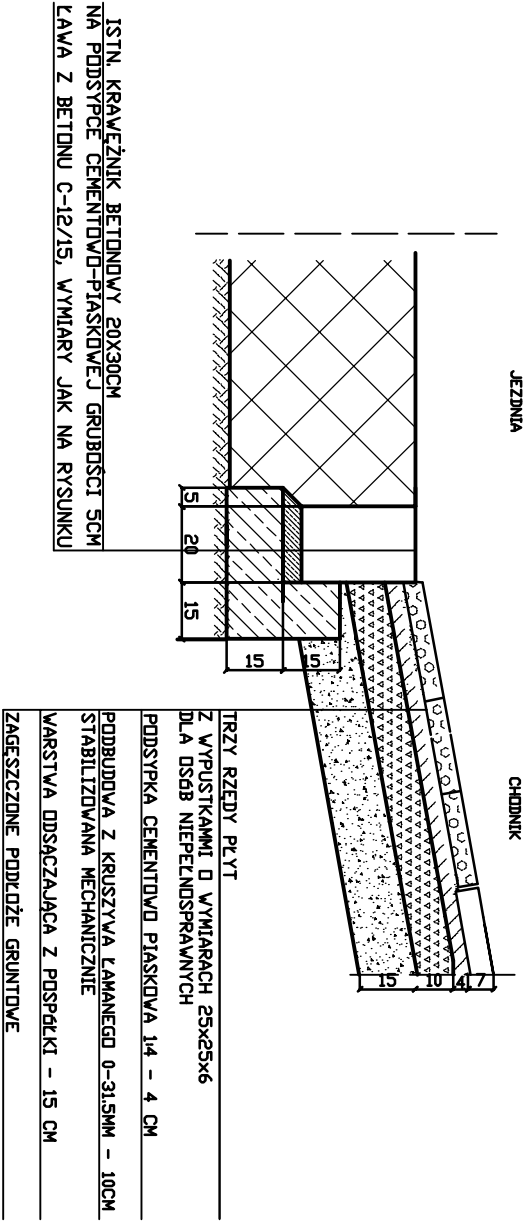 JEZDNIA
CHODNIK
15
10
4
7
15
15
5
20
15
ISTN. KRAWĘŻNIK BETONOWY 20X30CM
NA PODSYPCE CEMENTOWO-PIASKOWEJ GRUBOŚCI 5CM
ŁAWA Z BETONU C-12/15, WYMIARY JAK NA RYSUNKU
TRZY RZĘDY PŁYT
Z WYPUSTKAMMI O WYMIARACH 25x25x6
DLA OSÓB NIEPEŁNOSPRAWNYCH
PODSYPKA CEMENTOWO PIASKOWA 1:4 - 4 CM
PODBUDOWA Z KRUSZYWA ŁAMANEGO 0-31.5MM - 10CM
STABILIZOWANA MECHANICZNIE
WARSTWA ODSĄCZAJĄCA Z POSPÓŁKI - 15 CM
ZAGĘSZCZONE PODŁOŻE GRUNTOWE